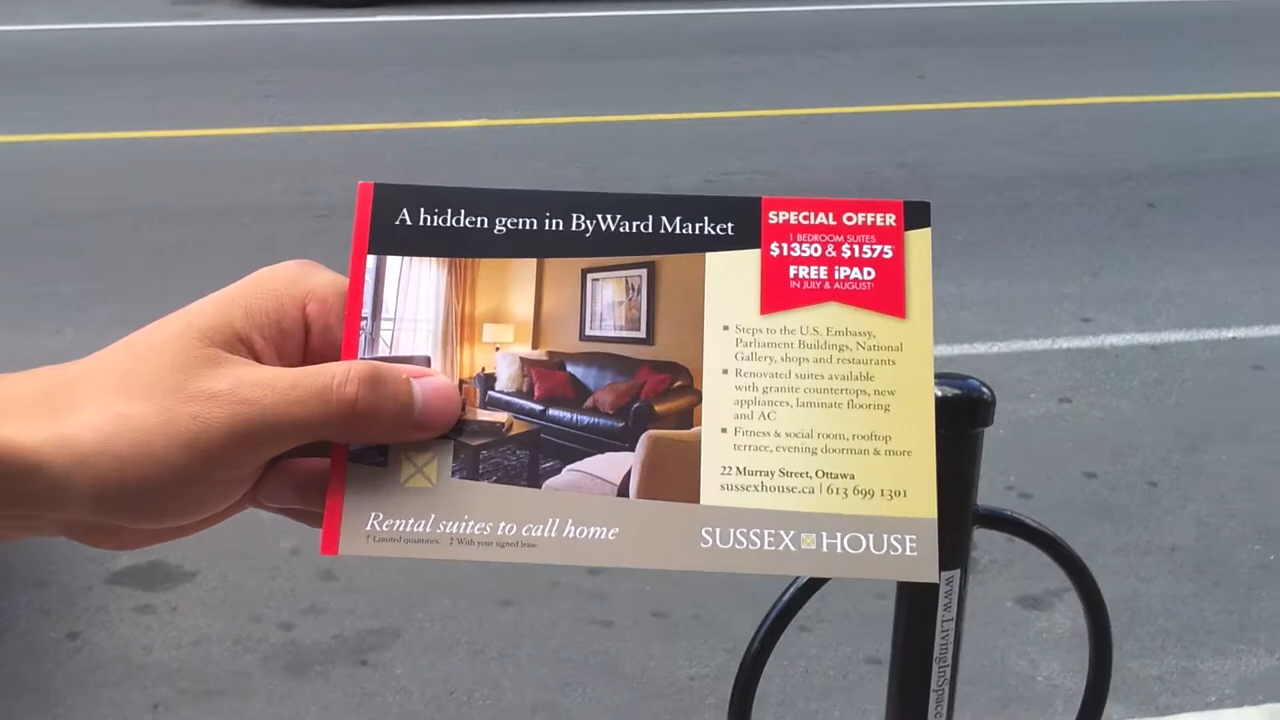 A hidden gem in ByWard Market
SPECIAL OFFER
1 BEDROOM SUITES
$1350 & $1575
FREE iPAD
IN JULY & AUGUST‡
▪ Steps to the U.S. Embassy,
Parliament Buildings, National
Gallery, shops and restaurants
▪ Renovated suites available
with granite countertops, new
appliances, laminate flooring
and AC
▪ Fitness & social room, rooftop
terrace, evening doorman & more
22 Murray Street, Ottawa
sussexhouse.ca | 613 699 1301
Rental suites to call home
† Limited quantities. ‡ With your signed lease.
SUSSEX HOUSE
www.LivingInSpace